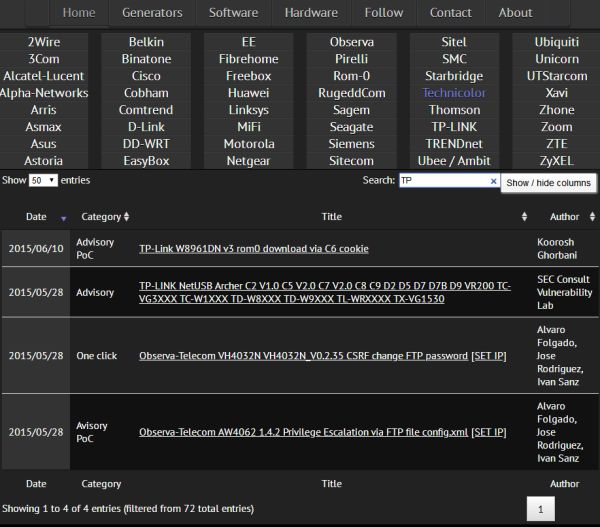 Home Generators Software Hardware Follow Contact About
2Wire Belkin EE Observa Sitel Ubiquiti
3Com Binatone Fibrehome Pirelli SMC Unicorn
Alcatel-Lucent Cisco Freebox Rom-0 Starbridge UTStarcom
Alpha-Networks Cobham Huawei RugeddCom Technicolor Xavi
Arris Comtrend Linksys Sagem Thomson Zhone
Asmax D-Link MiFi Seagate TP-LINK Zoom
Asus DD-WRT Motorola Siemens TRENDnet ZTE
Astoria EasyBox Netgear Sitecom Ubee / Ambit ZyXEL
Show 50 entries Search: TP Show / hide columns
Date Category Title Author
2015/06/10 Advisory PoC TP-Link W8961DN v3 rom0 download via C6 cookie Koorosh
Ghorbani
2015/05/28 Advisory TP-LINK NetUSB Archer C2 V1.0 C5 V2.0 C7 V2.0 C8 C9 D2 D5 D7 D7B D9 VR200 TC-
VG3XXX TC-W1XXX TD-W8XXX TD-W9XXX TL-WRXXXX TX-VG1530
SEC Consult
Vulnerability
Lab
2015/05/28 One click Observa-Telecom VH4032N VH4032N_V0.2.35 CSRF change FTP password [SET IP]
Alvaro
Folgado,
Jose
Rodriguez,
Ivan Sanz
2015/05/28 Avisory PoC Observa-Telecom AW4062 1.4.2 Privilege Escalation via FTP file config.xml [SET IP]
Alvaro
Folgado,
Jose
Rodriguez,
Ivan Sanz
Date Category Title Author
Showing 1 to 4 of 4 entries (filtered from 72 total entries) 1